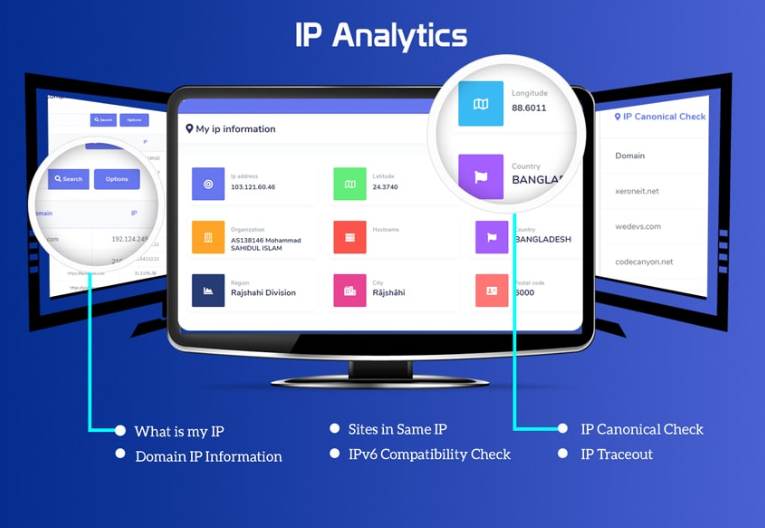 IP Analytics
My ip information
Ip address
103.121.60.46
Latitude
24.3740
Longitude
88.6011
Country
BANGLA
Organization
AS138146 Mohammad
SAHIDUL ISLAM
Hostname
Country
BANGLADESH
Region
Rajshahi Division
City
Rājshāhi
Postal code
6000
Search
Options
IP
Search
Options
IP
192.124.249
IP Canonical Check
Domain
xeroneit.net
wedevs.com
codecanyon.net
What is my IP
Domain IP Information
Sites in Same IP
IPv6 Compatibility Check
IP Canonical Check
IP Traceout